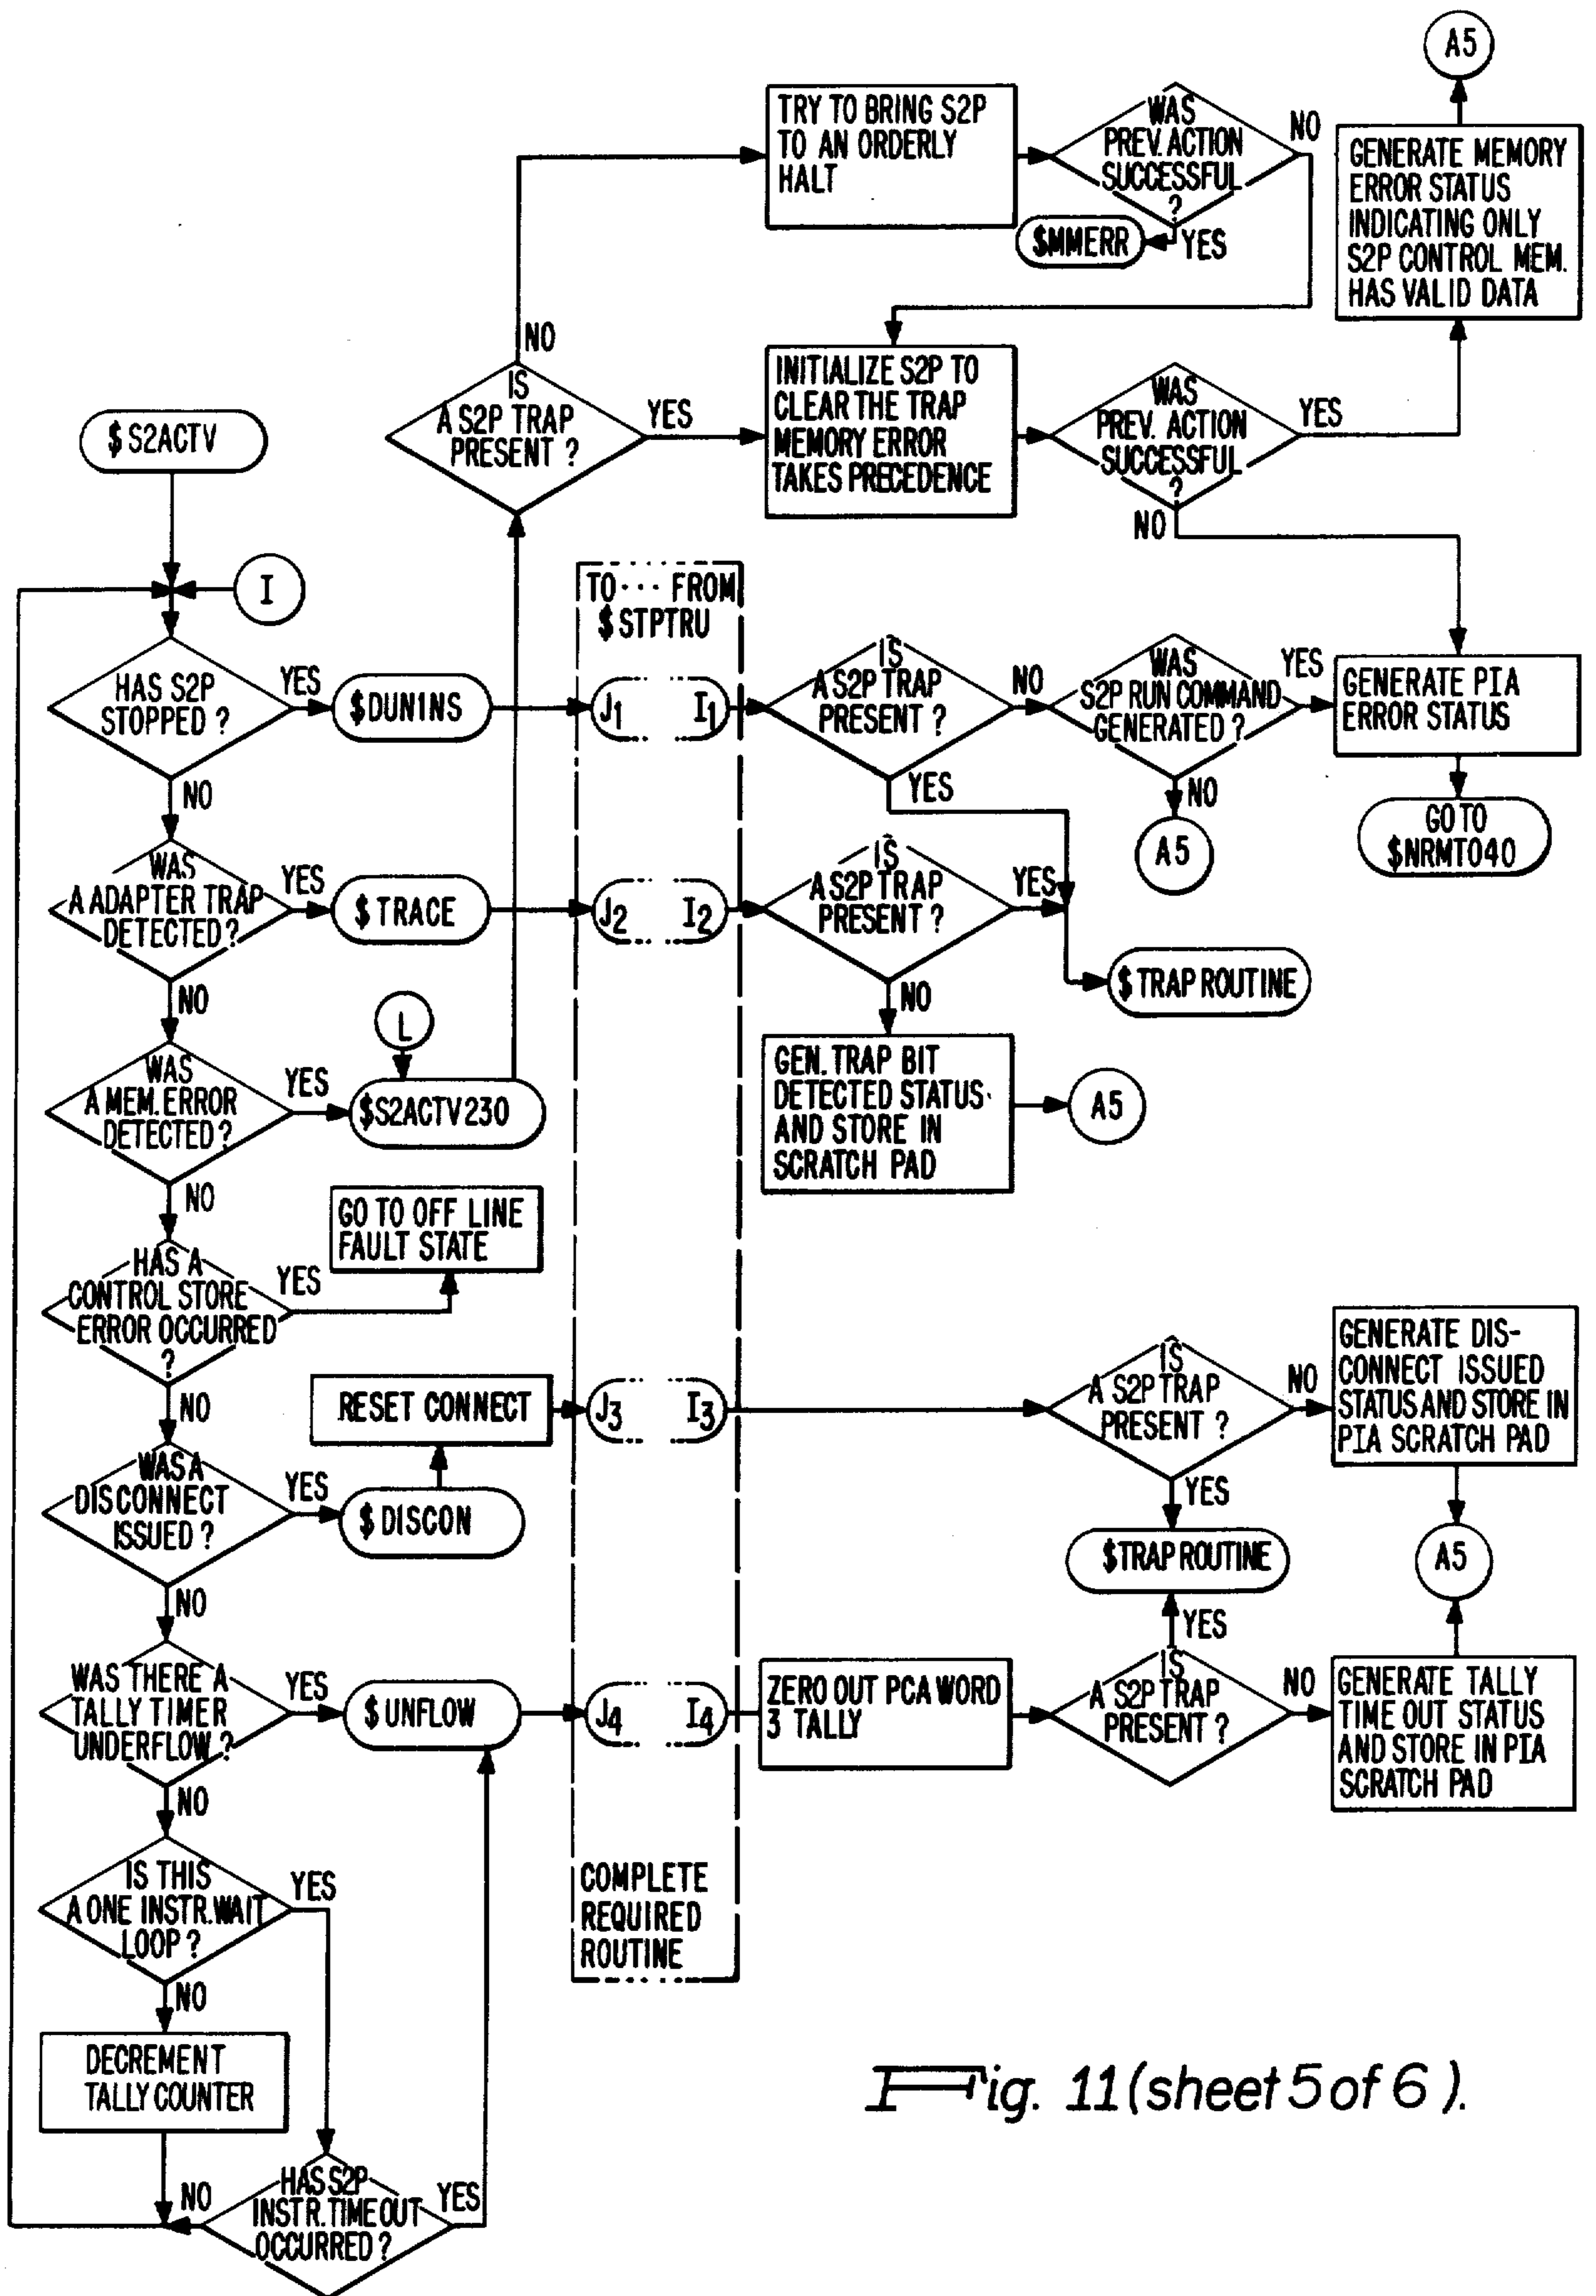 A5
TRY TO BRING S2P
TO AN ORDERLY
HALT
WAS
PREV. ACTION
SUCCESSFUL
?
NO
YES
$MMERR
GENERATE MEMORY
ERROR STATUS
INDICATING ONLY
S2P CONTROL MEM.
HAS VALID DATA
NO
IS
A S2P TRAP
PRESENT ?
YES
INITIALIZE S2P TO
CLEAR THE TRAP
MEMORY ERROR
TAKES PRECEDENCE
WAS
PREV. ACTION
SUCCESSFUL
?
YES
NO
$ S2ACTV
I
HAS S2P
STOPPED ?
YES
NO
$ DUN1NS
TO ··· FROM
$ STPTRU
J1 I1
IS
A S2P TRAP
PRESENT ?
NO
YES
WAS
S2P RUN COMMAND
GENERATED ?
YES
NO
A5
GENERATE PIA
ERROR STATUS
GO TO
$NRMT040
WAS
A ADAPTER TRAP
DETECTED ?
YES
NO
$ TRACE
J2 I2
IS
A S2P TRAP
PRESENT ?
YES
NO
$ TRAP ROUTINE
L
WAS
A MEM. ERROR
DETECTED ?
YES
NO
$S2ACTV230
GEN. TRAP BIT
DETECTED STATUS
AND STORE IN
SCRATCH PAD
A5
GO TO OFF LINE
FAULT STATE
HAS A
CONTROL STORE
ERROR OCCURRED
?
YES
NO
RESET CONNECT
J3 I3
IS
A S2P TRAP
PRESENT ?
NO
YES
GENERATE DIS-
CONNECT ISSUED
STATUS AND STORE IN
PIA SCRATCH PAD
WAS A
DISCONNECT
ISSUED ?
YES
NO
$ DISCON
$TRAP ROUTINE
A5
WAS THERE A
TALLY TIMER
UNDERFLOW ?
YES
NO
$ UNFLOW
J4 I4
ZERO OUT PCA WORD
3 TALLY
YES
IS
A S2P TRAP
PRESENT ?
NO
GENERATE TALLY
TIME OUT STATUS
AND STORE IN PIA
SCRATCH PAD
IS THIS
A ONE INSTR. WAIT
LOOP ?
YES
NO
COMPLETE
REQUIRED
ROUTINE
DECREMENT
TALLY COUNTER
HAS S2P
INSTR. TIME OUT
OCCURRED ?
NO
YES
Fig. 11 (sheet 5 of 6).